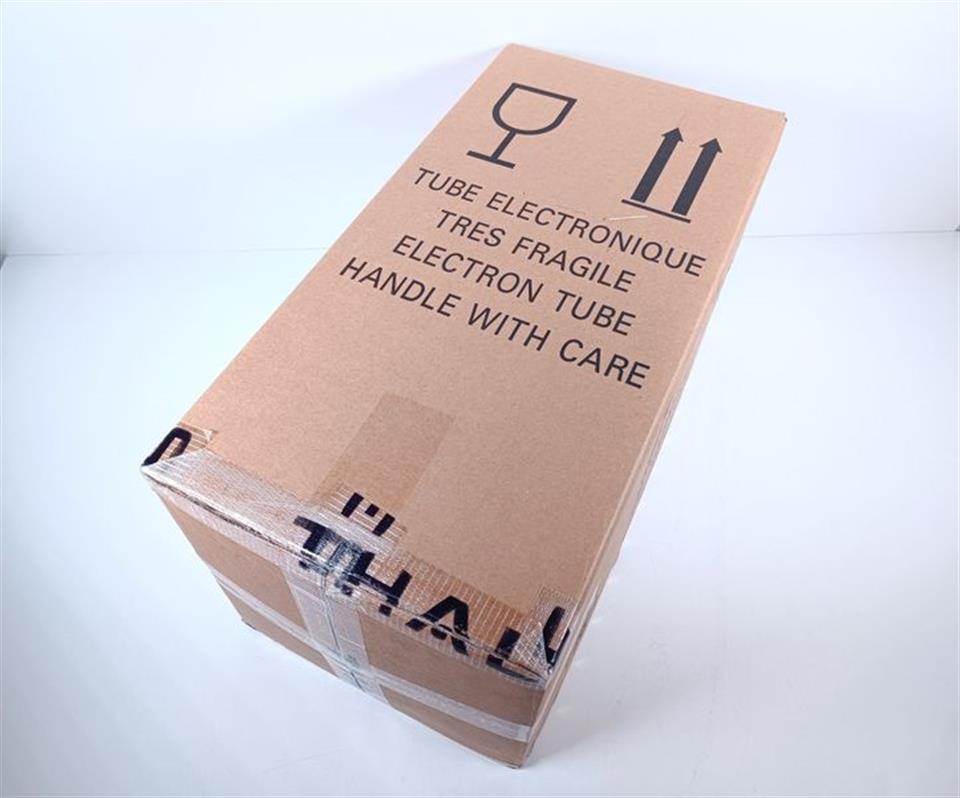 TUBE ELECTRONIQUE
TRES FRAGILE
ELECTRON TUBE
HANDLE WITH CARE